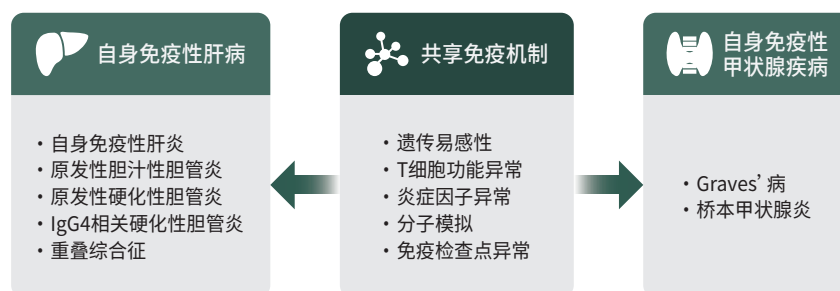 自身免疫性肝病
• 自身免疫性肝炎
• 原发性胆汁性胆管炎
• 原发性硬化性胆管炎
• IgG4相关硬化性胆管炎
• 重叠综合征
共享免疫机制
• 遗传易感性
• T细胞功能异常
• 炎症因子异常
• 分子模拟
• 免疫检查点异常
自身免疫性
甲状腺疾病
• Graves’ 病
• 桥本甲状腺炎